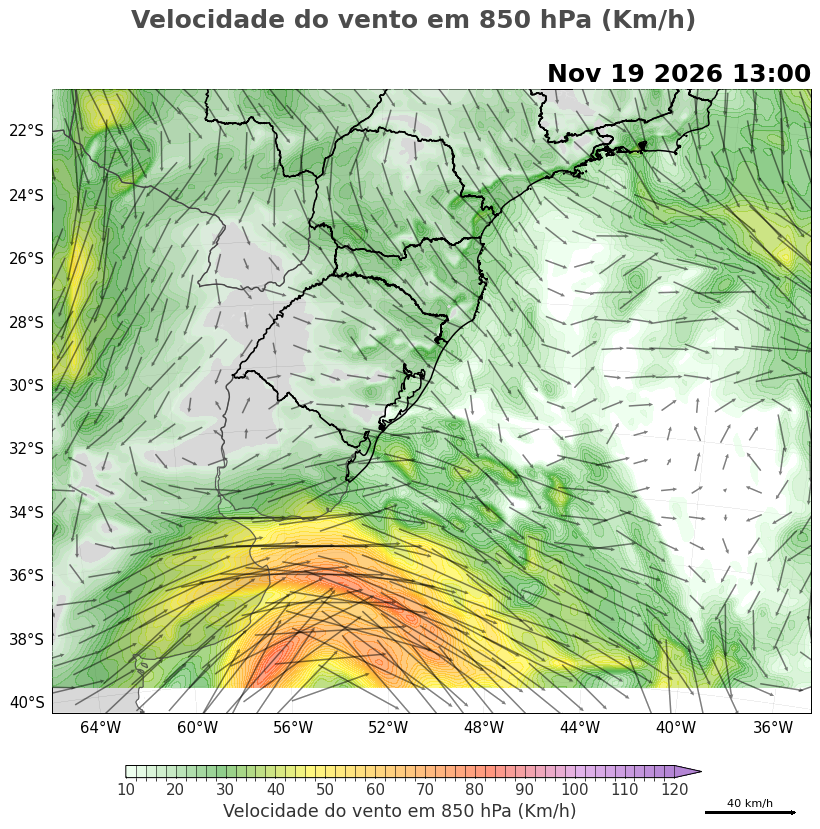 Velocidade do vento em 850 hPa (Km/h)
Nov 19 2026 13:00
22°S
24°S
26°S
28°S
30°S
32°S
34°S
36°S
38°S
40°S
64°W 60°W 56°W 52°W 48°W 44°W 40°W 36°W
10 20 30 40 50 60 70 80 90 100 110 120
Velocidade do vento em 850 hPa (Km/h)
40 km/h